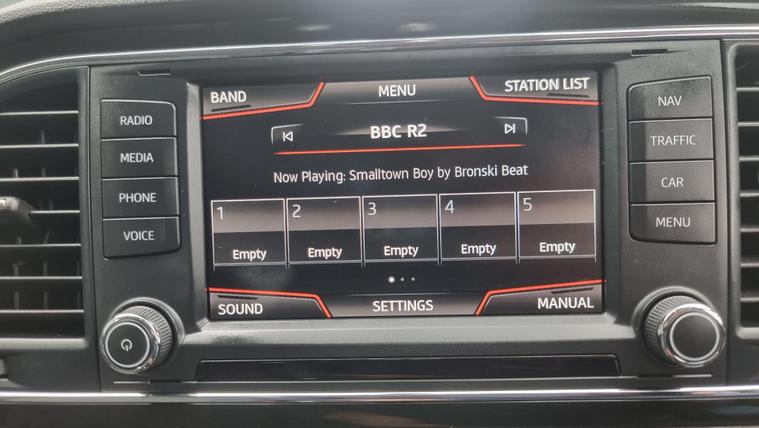 BAND
MENU
STATION LIST
RADIO
MEDIA
PHONE
VOICE
BBC R2
Now Playing: Smalltown Boy by Bronski Beat
1
2
3
4
5
Empty
Empty
Empty
Empty
Empty
SOUND
SETTINGS
MANUAL
NAV
TRAFFIC
CAR
MENU